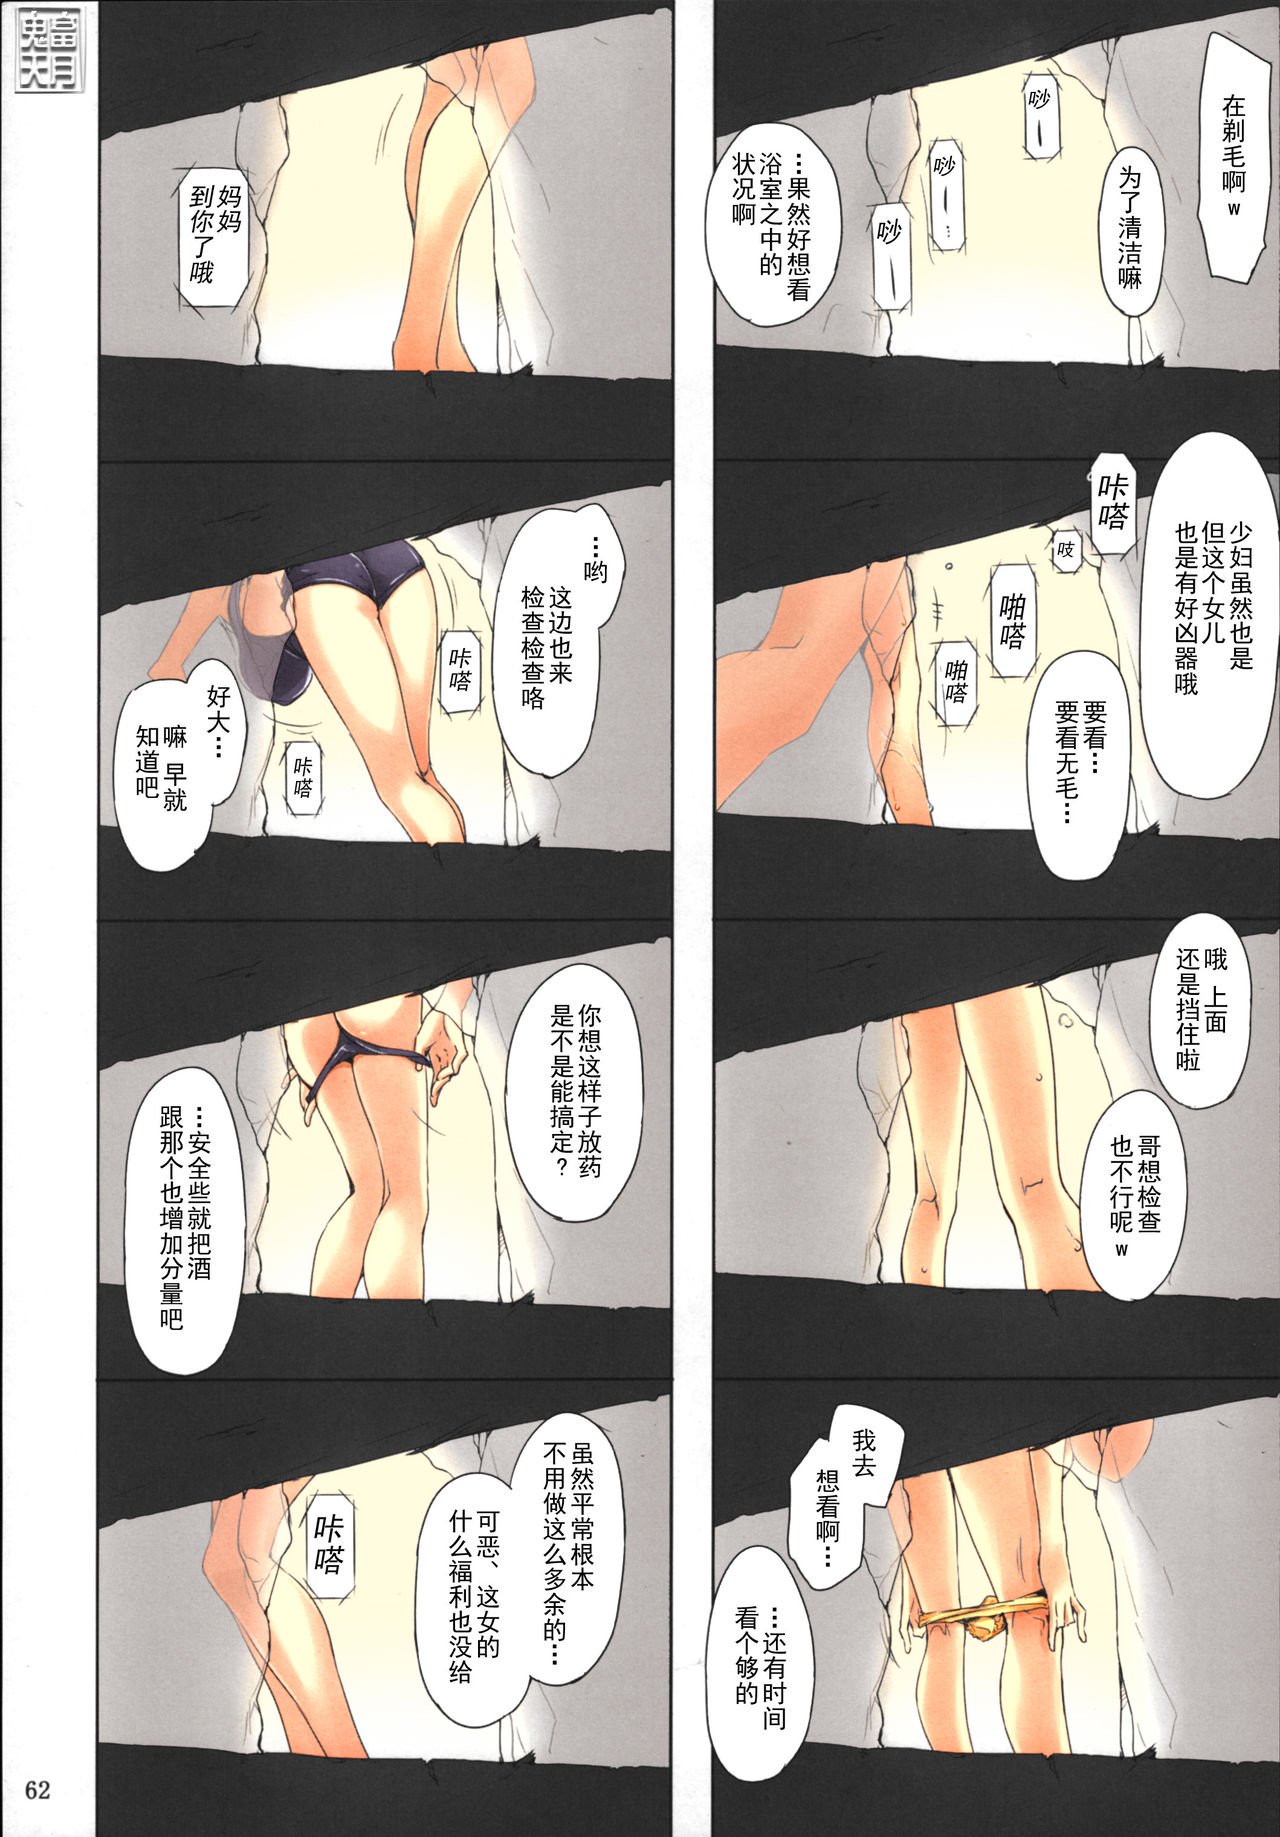 在剃毛啊w
为了清洁嘛
吵
吵
吵
…果然好想看
浴室之中的
状况啊
少妇虽然也是
但这个女儿
也是有好凶器哦
咔嗒
吱
啪嗒
啪嗒
要看…
要看无毛…
哦 上面
还是挡住啦
哥想检查
也不行呢w
我去
想看啊…
…还有时间
看个够的
鬼畜
天月
妈妈
到你了哦
…哟
这边也来
检查检查咯
咔嗒
咔嗒
好大…
嘛 早就
知道吧
你想这样子放药
是不是能搞定?
…安全些就把酒
跟那个也增加分量吧
虽然平常根本
不用做这么多余的…
可恶、这女的
什么福利也没给
咔嗒
62